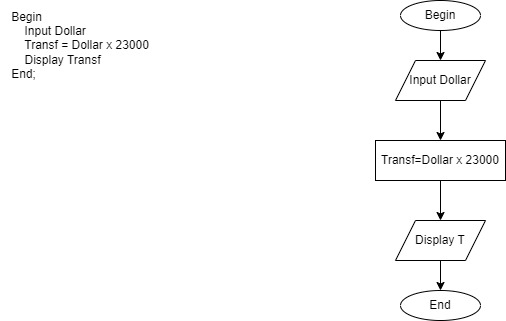 Begin
Input Dollar
Transf = Dollar x 23000
Display Transf
End;
Begin
Input Dollar
Transf=Dollar x 23000
Display T
End